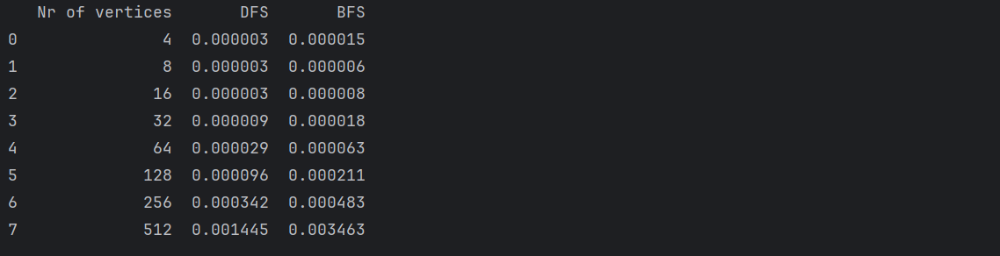 Nr of vertices DFS BFS
0 4 0.000003 0.000015
1 8 0.000003 0.000006
2 16 0.000003 0.000008
3 32 0.000009 0.000018
4 64 0.000029 0.000063
5 128 0.000096 0.000211
6 256 0.000342 0.000483
7 512 0.001445 0.003463